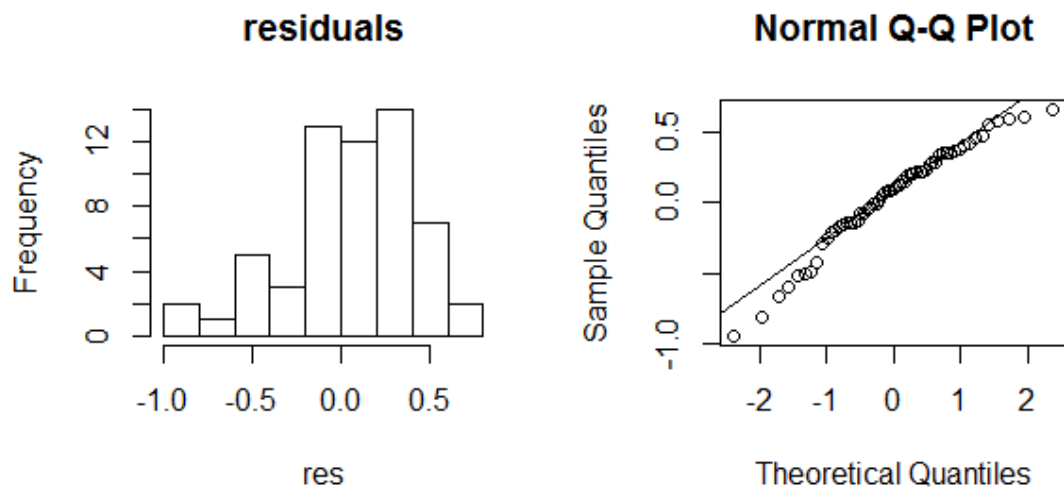 residuals
Frequency
12
8
4
0
-1.0 -0.5 0.0 0.5
res
Normal Q-Q Plot
Sample Quantiles
0.5
0.0
-1.0
-2 -1 0 1 2
Theoretical Quantiles